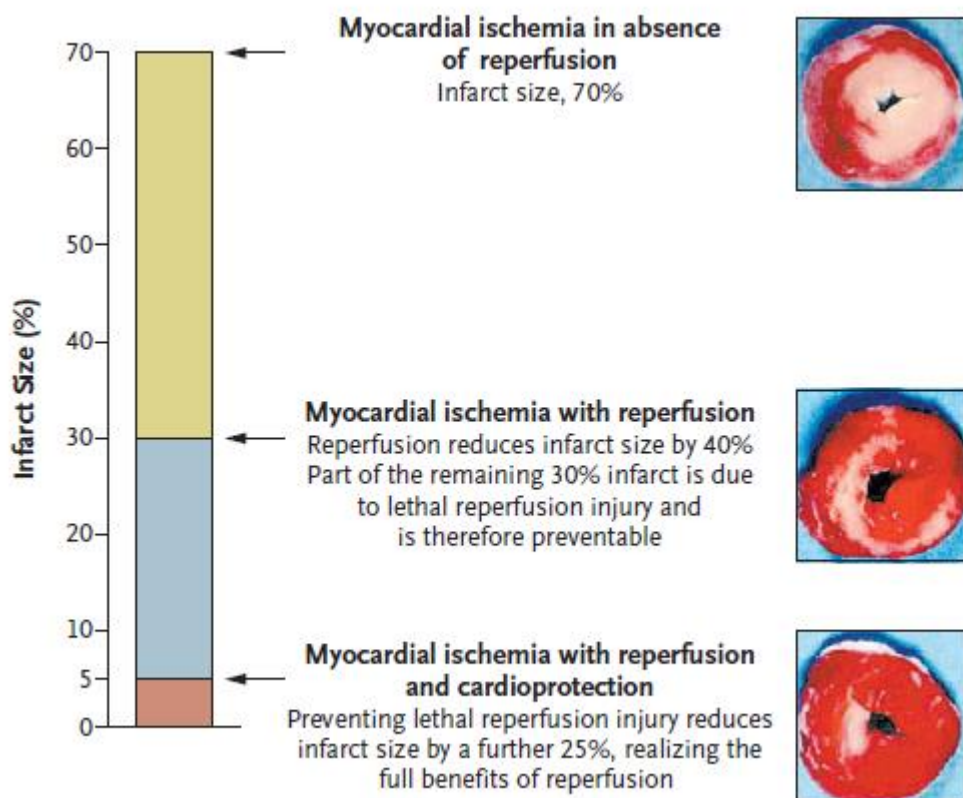 Infarct Size (%)
70
60
50
40
30
20
10
5
0
Myocardial ischemia in absence
of reperfusion
Infarct size, 70%
Myocardial ischemia with reperfusion
Reperfusion reduces infarct size by 40%
Part of the remaining 30% infarct is due
to lethal reperfusion injury and
is therefore preventable
Myocardial ischemia with reperfusion
and cardioprotection
Preventing lethal reperfusion injury reduces
infarct size by a further 25%, realizing the
full benefits of reperfusion